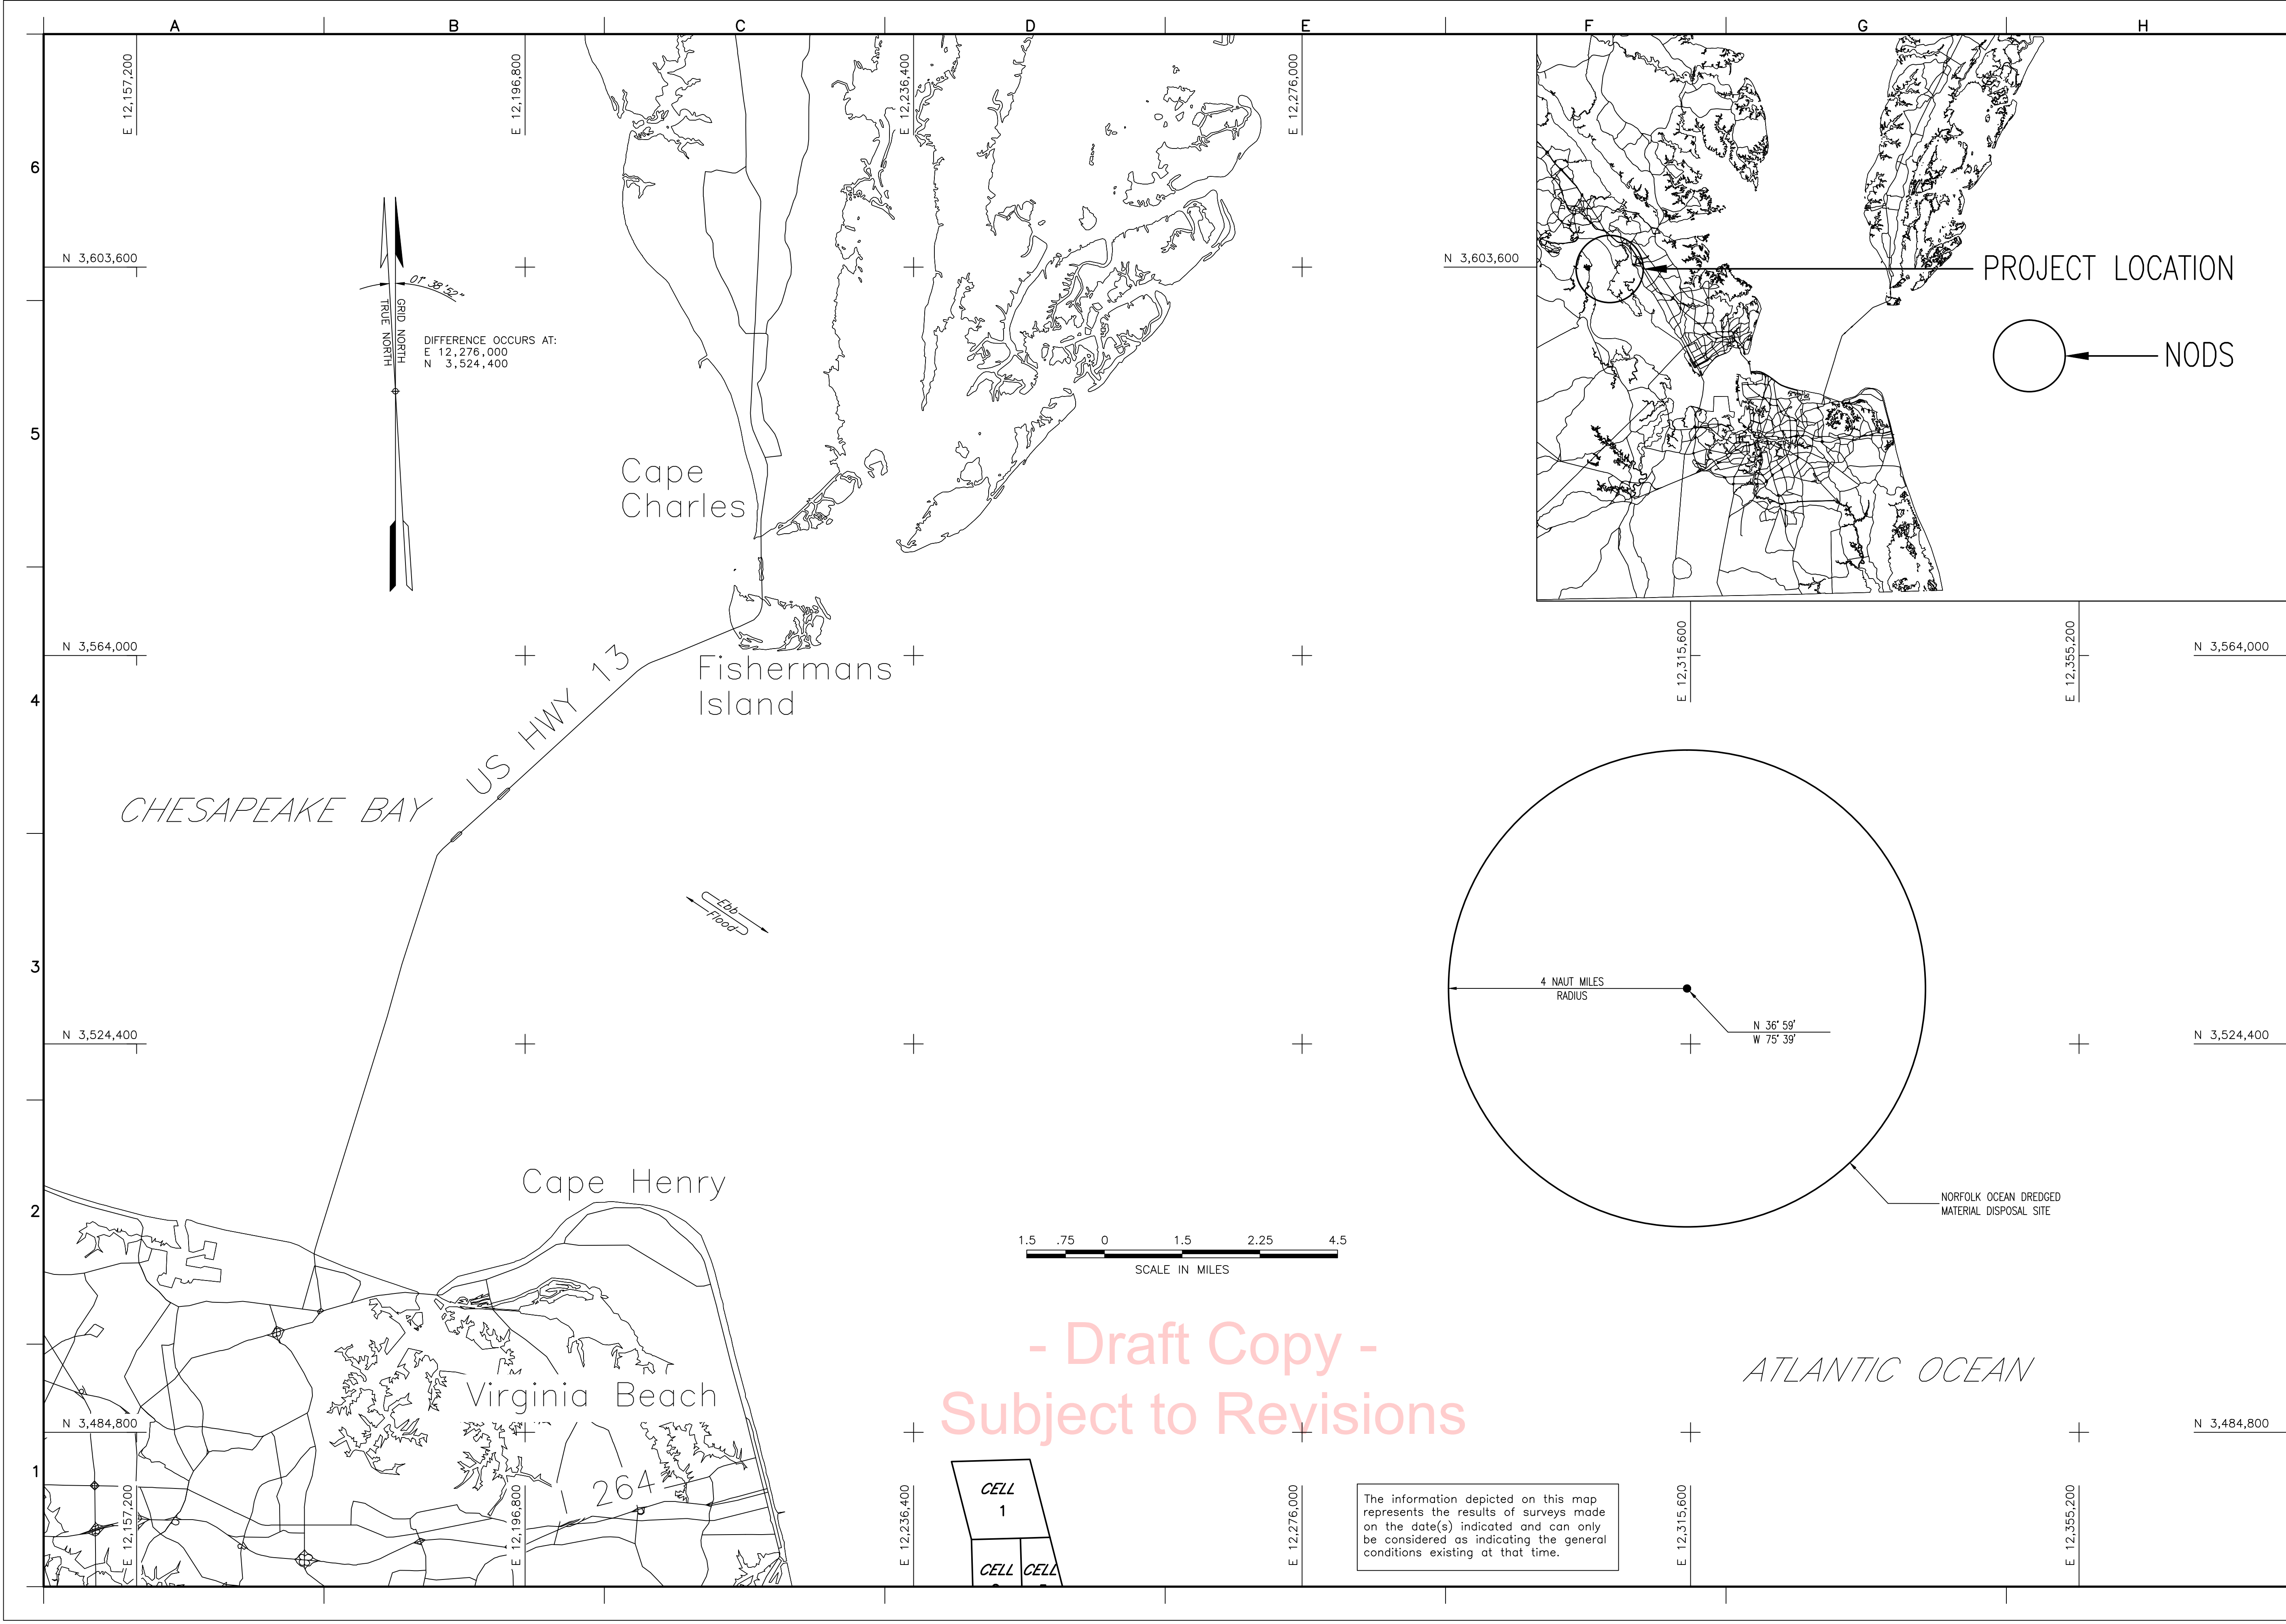 A B C D E F G H
E 12,157,200
E 12,196,800
E 12,236,400
E 12,276,000
6
N 3,603,600
N 3,603,600
PROJECT LOCATION
NODS
01° 38'52"
GRID NORTH
TRUE NORTH
DIFFERENCE OCCURS AT:
E 12,276,000
N 3,524,400
5
Cape
Charles
N 3,564,000
E 12,315,600
E 12,355,200
N 3,564,000
Fishermans
Island
4
US HWY 13
CHESAPEAKE BAY
Ebb
Flood
3
4 NAUT MILES
RADIUS
N 36° 59'
W 75° 39'
N 3,524,400
N 3,524,400
Cape Henry
2
NORFOLK OCEAN DREDGED
MATERIAL DISPOSAL SITE
1.5 .75 0 1.5 2.25 4.5
SCALE IN MILES
- Draft Copy -
Subject to Revisions
ATLANTIC OCEAN
Virginia Beach
N 3,484,800
N 3,484,800
1
264
CELL
1
CELL CELL
The information depicted on this map
represents the results of surveys made
on the date(s) indicated and can only
be considered as indicating the general
conditions existing at that time.
E 12,157,200
E 12,196,800
E 12,236,400
E 12,276,000
E 12,315,600
E 12,355,200